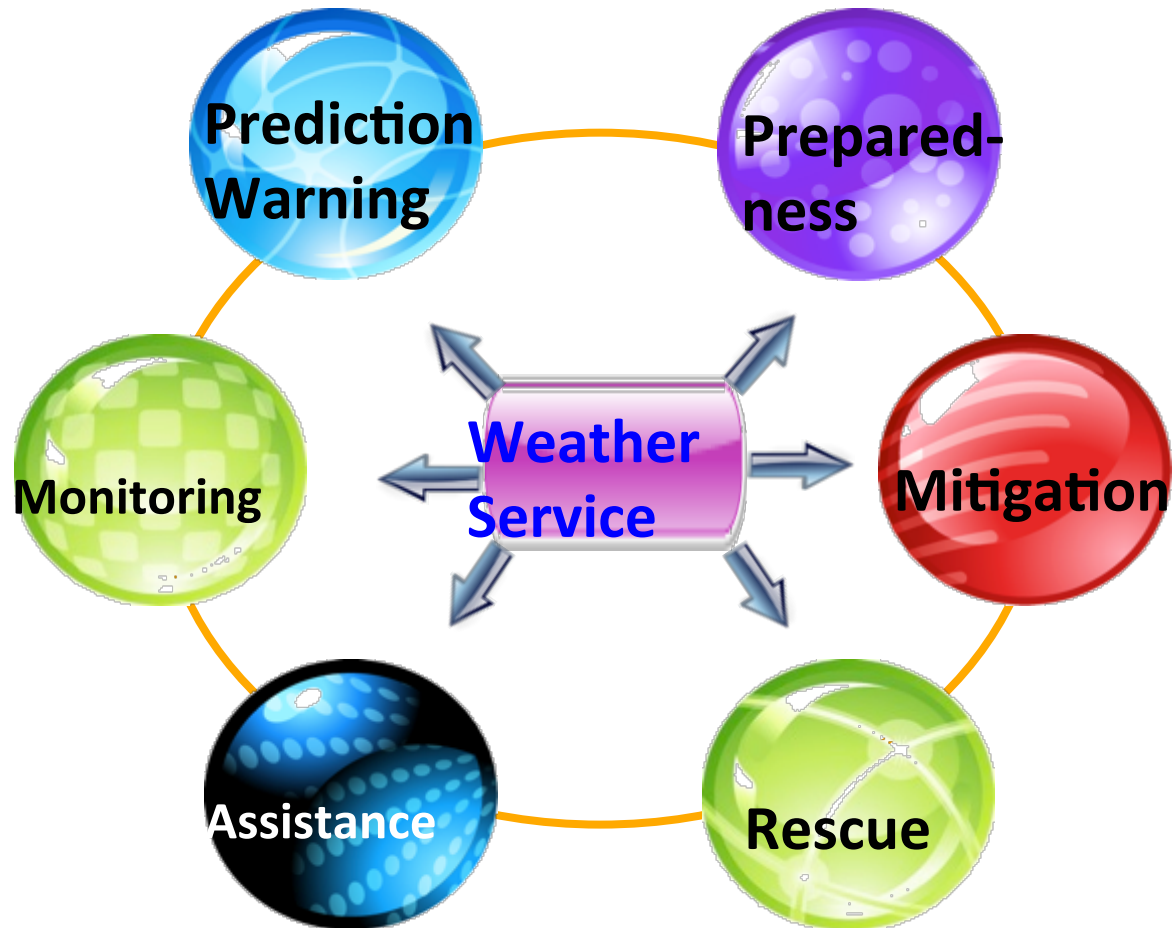 Prediction
Warning
Prepared-
ness
Monitoring
Weather
Service
Mitigation
Assistance
Rescue